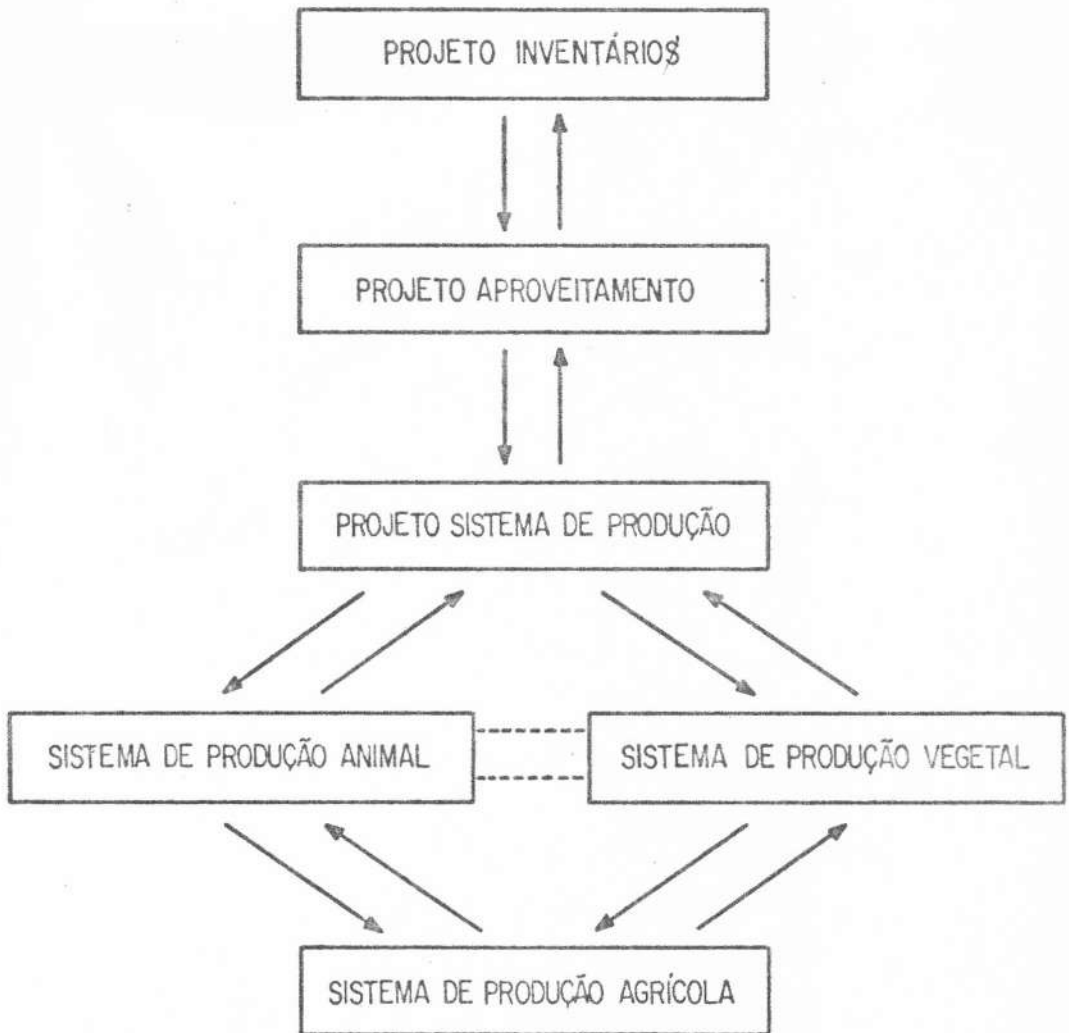 PROJETO INVENTÁRIOS
PROJETO APROVEITAMENTO
PROJETO SISTEMA DE PRODUÇÃO
SISTEMA DE PRODUÇÃO ANIMAL
SISTEMA DE PRODUÇÃO VEGETAL
SISTEMA DE PRODUÇÃO AGRÍCOLA